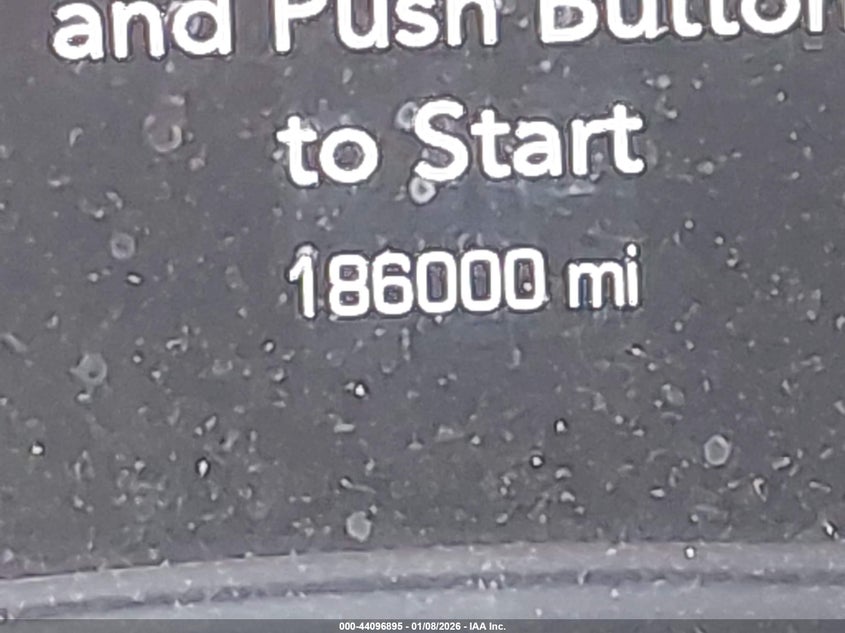 and Push Button
to Start
186000 mi
000-44096895 - 01/08/2026 - IAA Inc.